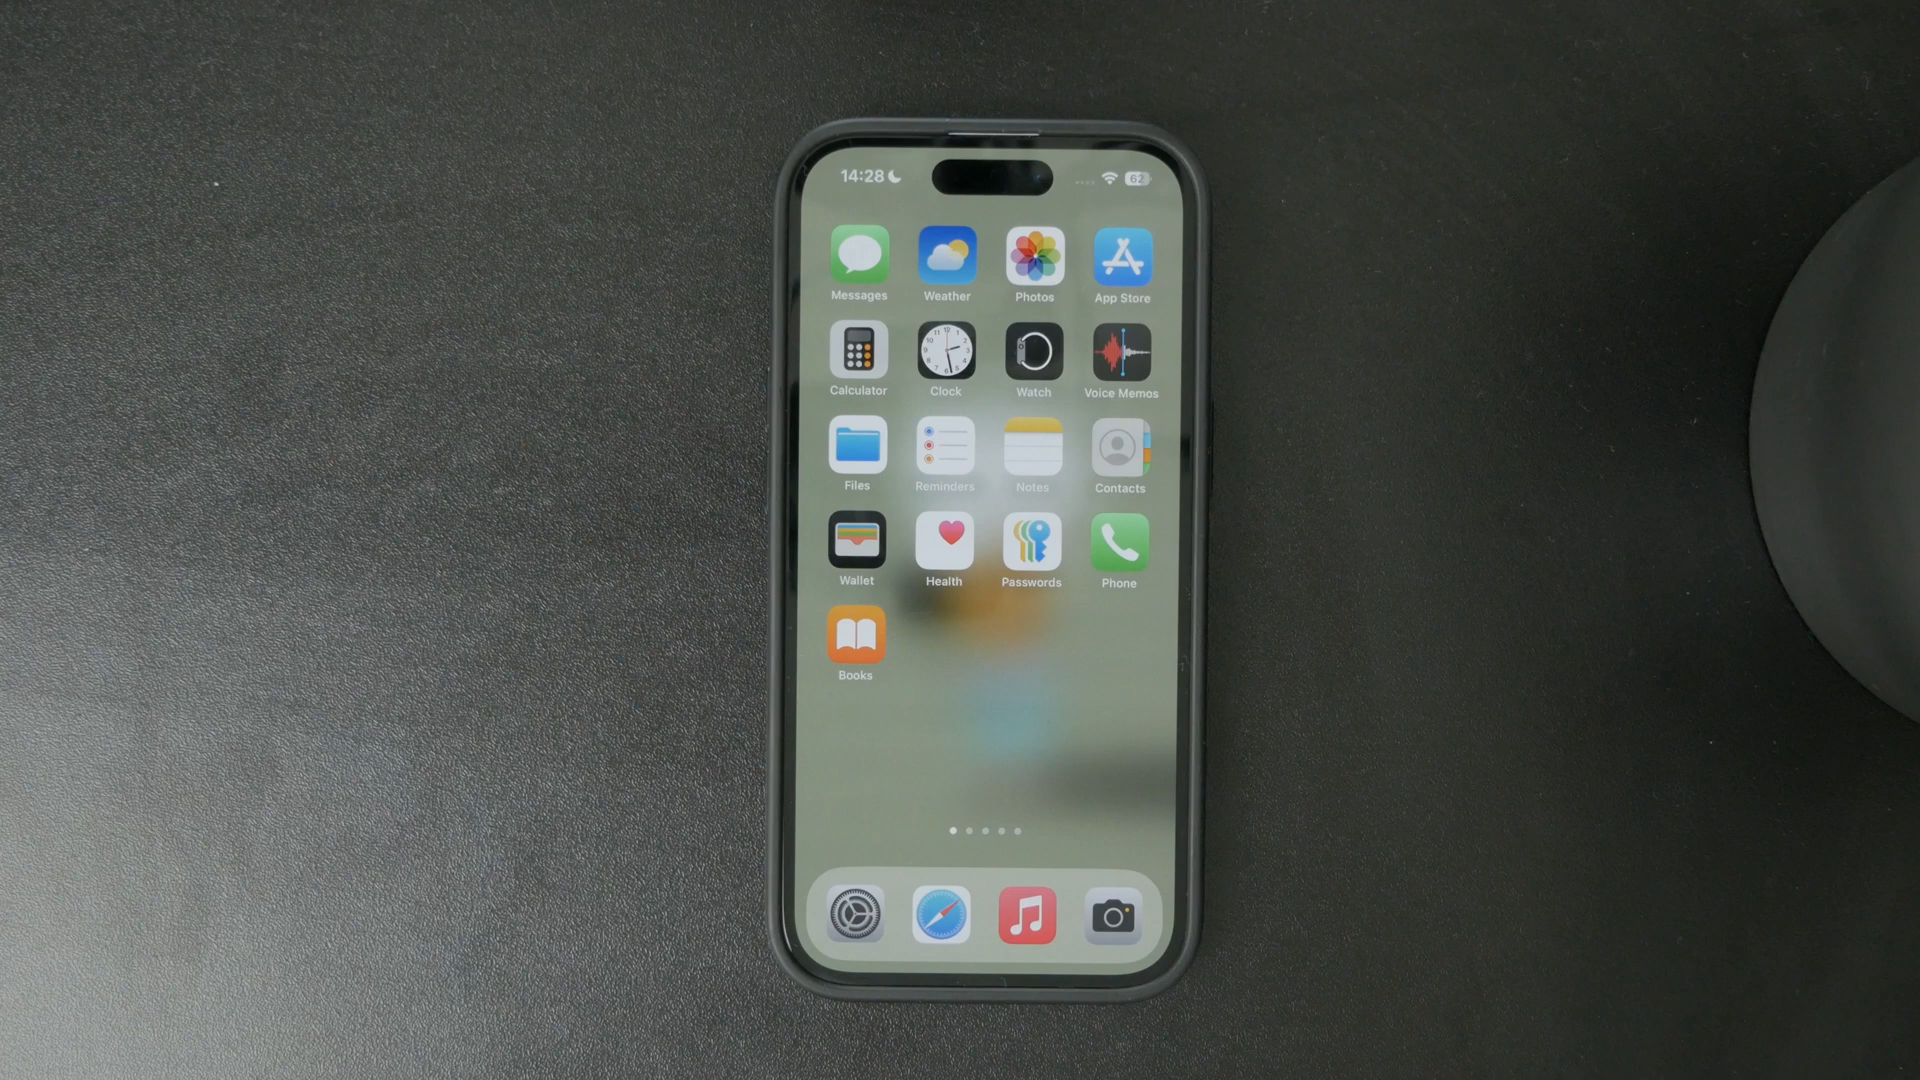 14:28 62
Messages Weather Photos App Store
Calculator Clock Watch Voice Memos
Files Reminders Notes Contacts
Wallet Health Passwords Phone
Books